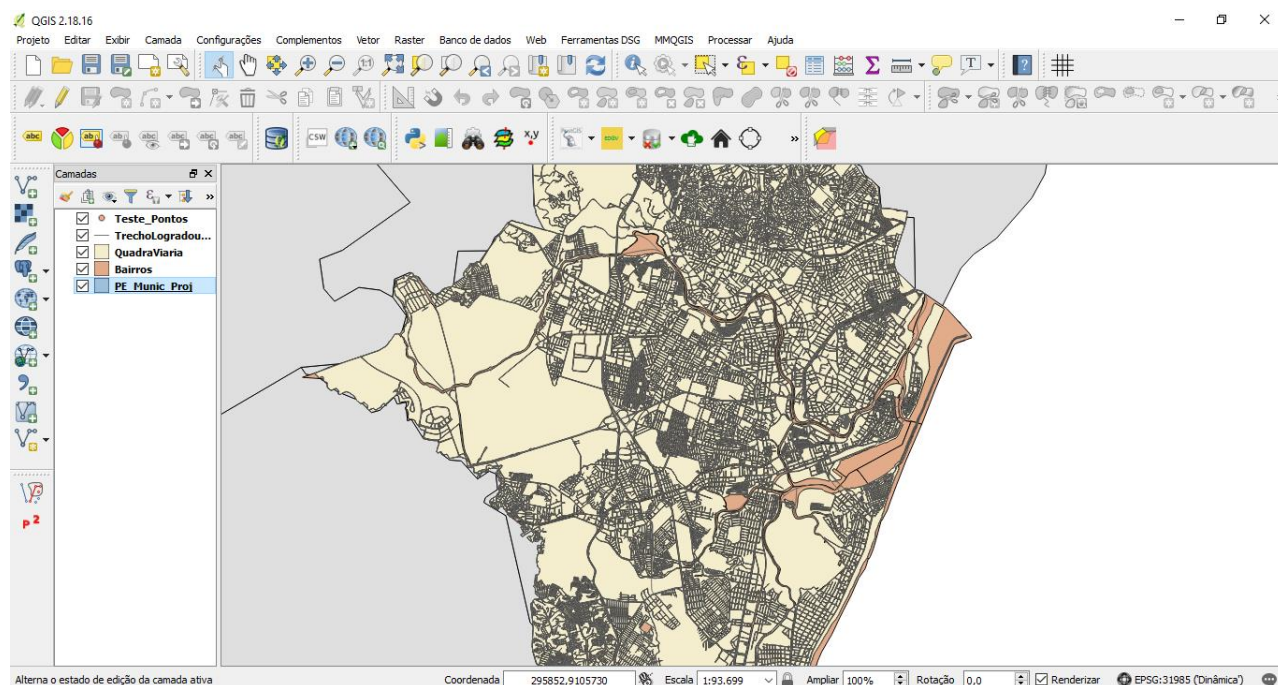 QGIS 2.18.16
Projeto Editar Exibir Camada Configurações Complementos Vetor Raster Banco de dados Web Ferramentas DSG MMQGIS Processar Ajuda
abc
CSW
x,y
Camadas
Teste_Pontos
TrechoLogradou...
QuadraViaria
Bairros
PE_Munic_Proj
P2
Alterna o estado de edição da camada ativa Coordenada 295852,9105730 Escala 1:93.699 Ampliar 100% Rotação 0,0 Renderizar EPSG:31985 ('Dinâmica')